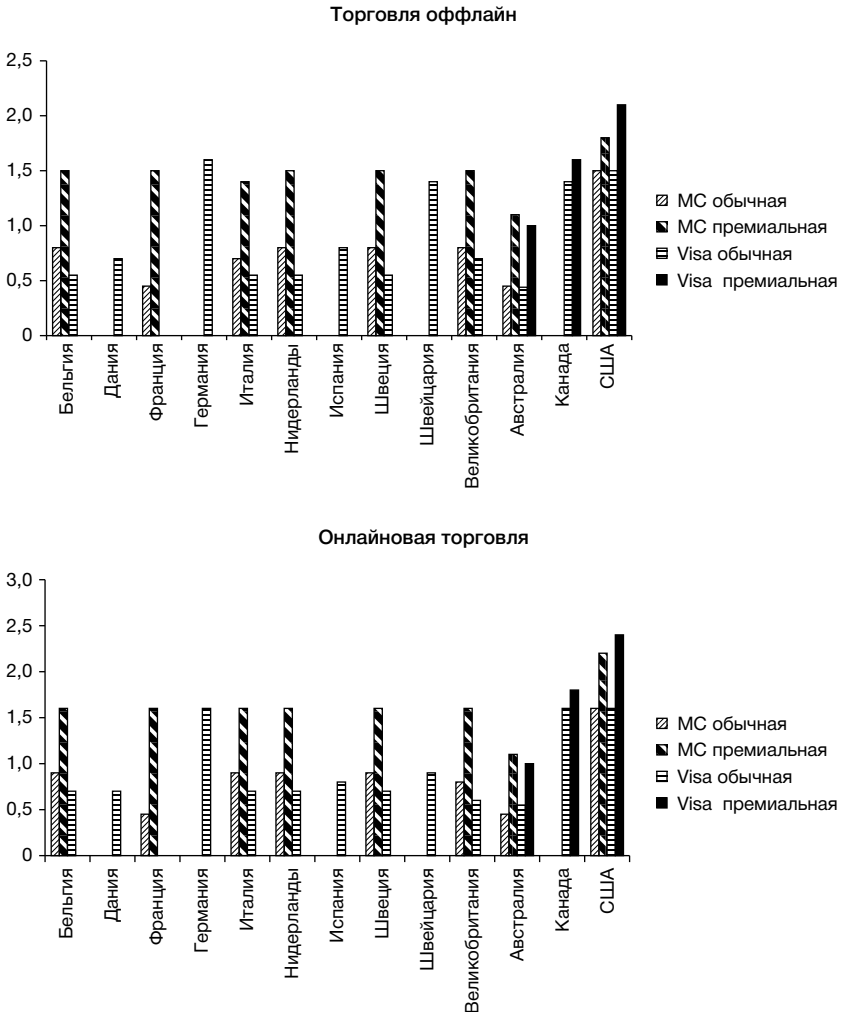 Торговля оффлайн
2,5
2,0
1,5
1,0
0,5
0
Бельгия
Дания
Франция
Германия
Италия
Нидерланды
Испания
Швеция
Швейцария
Великобритания
Австралия
Канада
США
МС обычная
МС премиальная
Visa обычная
Visa премиальная
Онлайновая торговля
3,0
2,5
2,0
1,5
1,0
0,5
0
Бельгия
Дания
Франция
Германия
Италия
Нидерланды
Испания
Швеция
Швейцария
Великобритания
Австралия
Канада
США
МС обычная
МС премиальная
Visa обычная
Visa премиальная